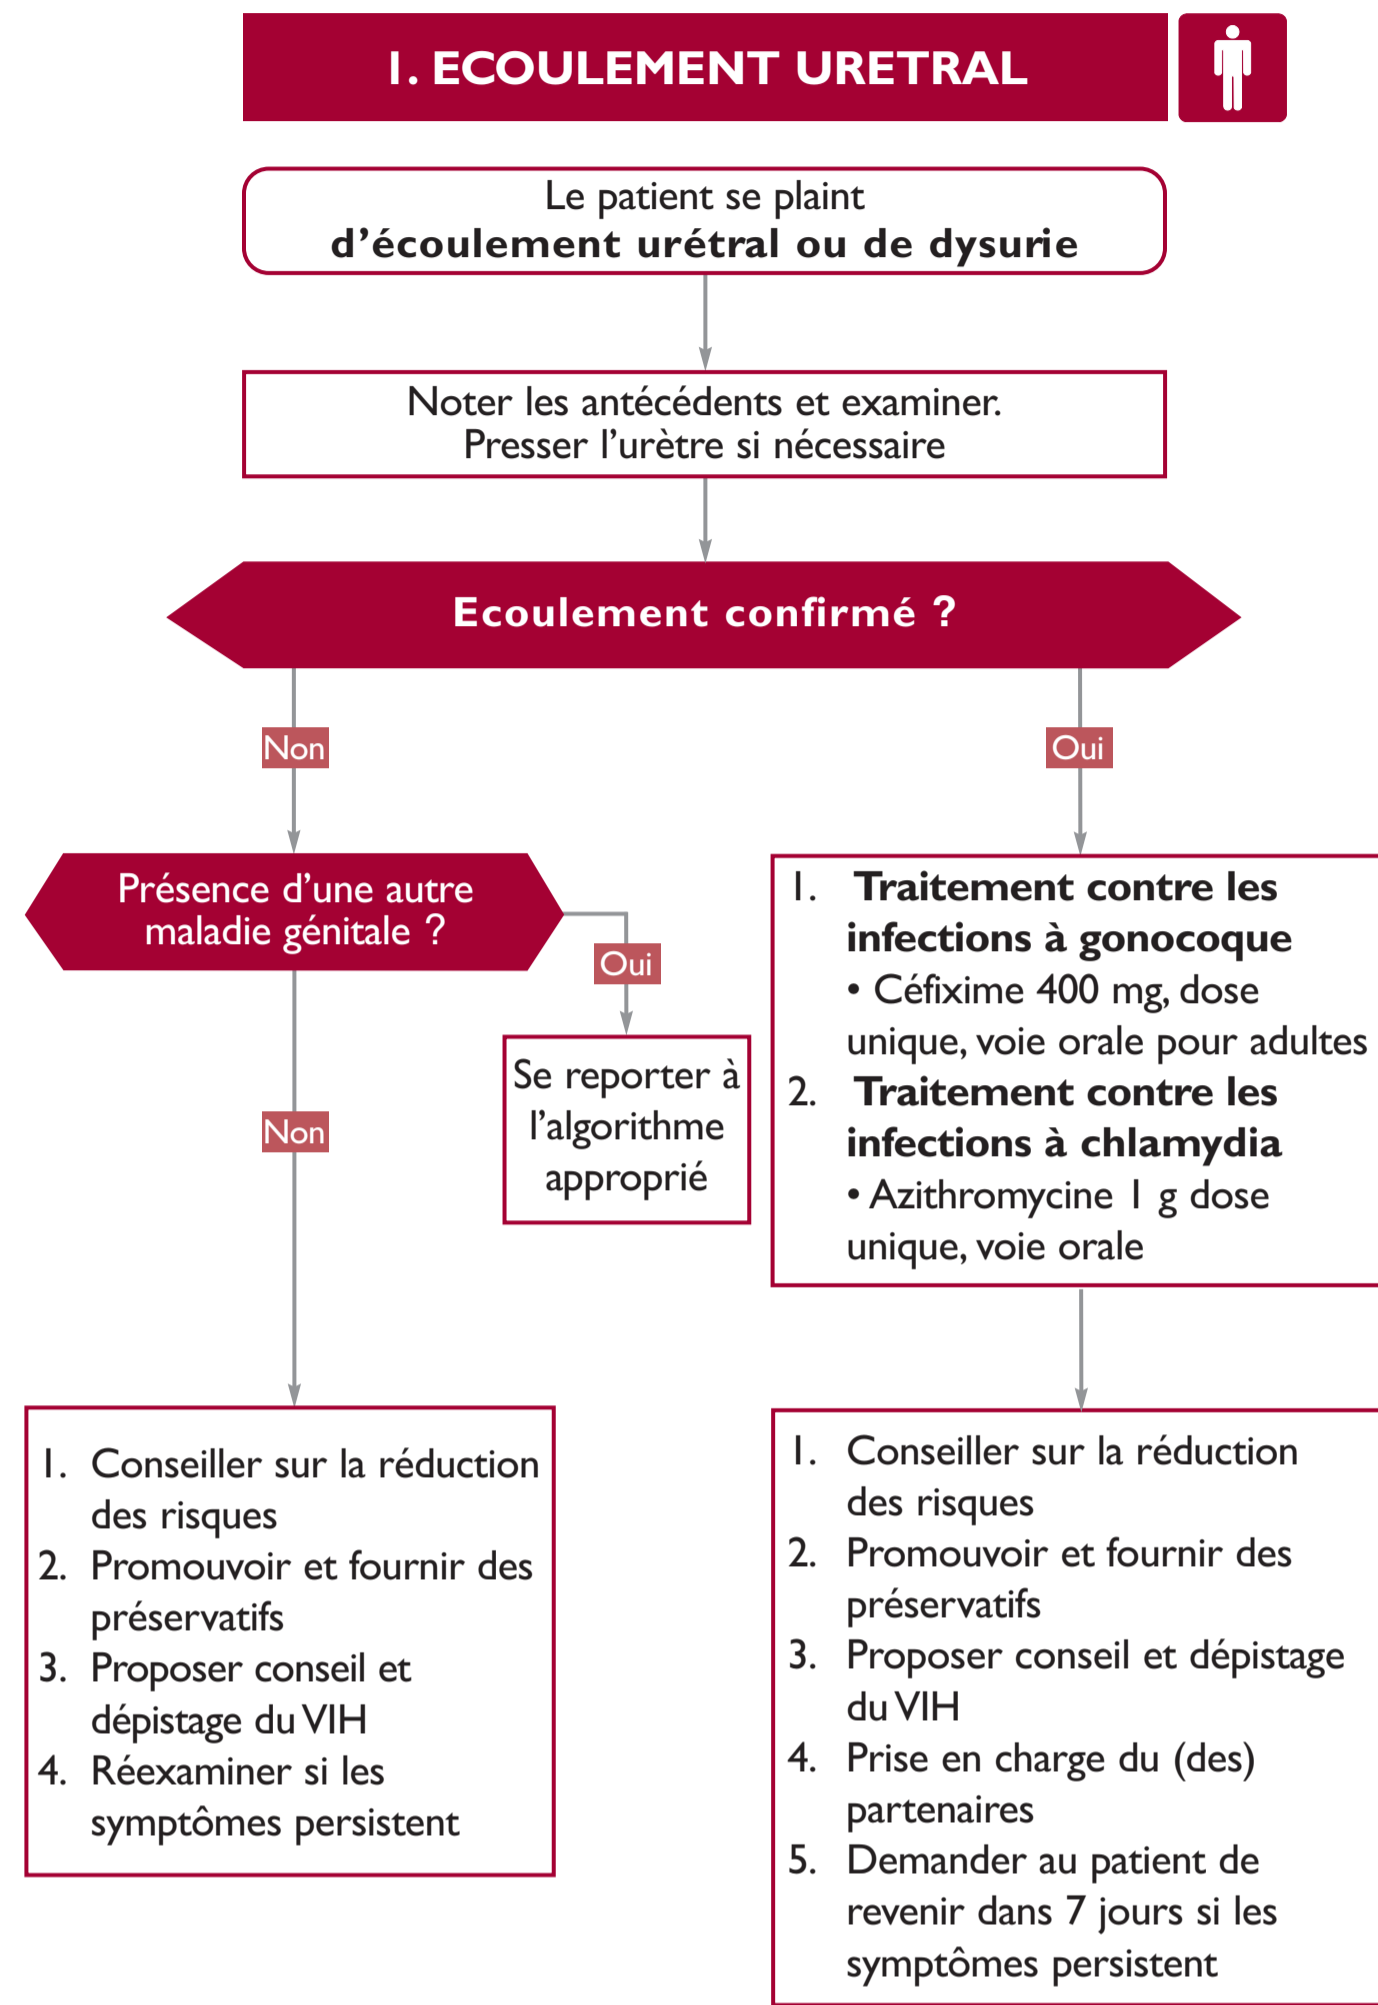 1. ECOULEMENT URETRAL
Le patient se plaint
d’écoulement urétral ou de dysurie
Noter les antécédents et examiner.
Presser l’urètre si nécessaire
Ecoulement confirmé ?
Non
Oui
Présence d’une autre
maladie génitale ?
Oui
Se reporter à
l’algorithme
approprié
Non
1. Traitement contre les
infections à gonocoque
• Céfixime 400 mg, dose
unique, voie orale pour adultes
2. Traitement contre les
infections à chlamydia
• Azithromycine 1 g dose
unique, voie orale
1. Conseiller sur la réduction
des risques
2. Promouvoir et fournir des
préservatifs
3. Proposer conseil et
dépistage du VIH
4. Réexaminer si les
symptômes persistent
1. Conseiller sur la réduction
des risques
2. Promouvoir et fournir des
préservatifs
3. Proposer conseil et dépistage
du VIH
4. Prise en charge du (des)
partenaires
5. Demander au patient de
revenir dans 7 jours si les
symptômes persistent